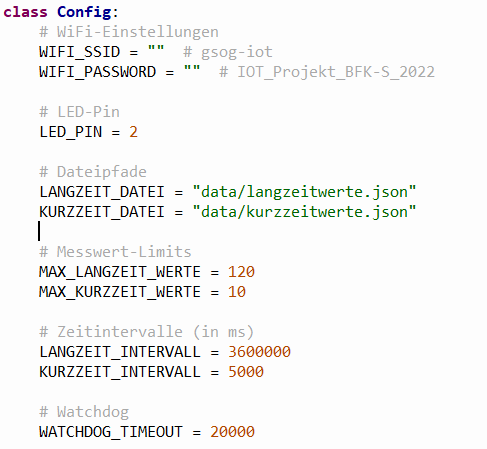 class Config:
# WiFi-Einstellungen
WIFI_SSID = "" # gsog-iot
WIFI_PASSWORD = "" # IOT_Projekt_BFK-S_2022
# LED-Pin
LED_PIN = 2
# Dateipfade
LANGZEIT_DATEI = "data/langzeitwerte.json"
KURZZEIT_DATEI = "data/kurzzeitwerte.json"
# Messwert-Limits
MAX_LANGZEIT_WERTE = 120
MAX_KURZZEIT_WERTE = 10
# Zeitintervalle (in ms)
LANGZEIT_INTERVALL = 3600000
KURZZEIT_INTERVALL = 5000
# Watchdog
WATCHDOG_TIMEOUT = 20000